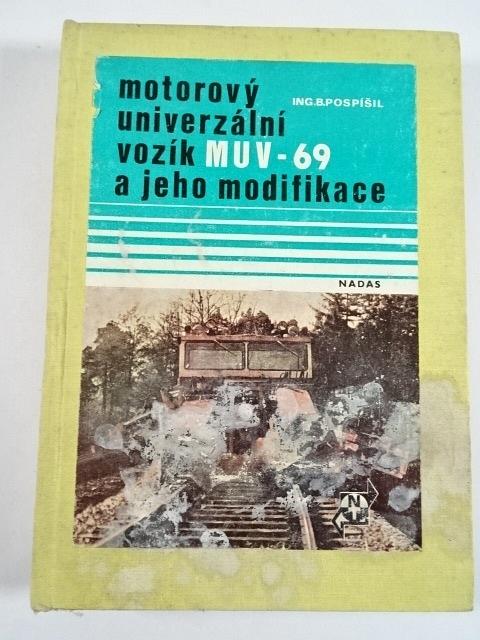 motorový
ING.B.POSPÍŠIL
univerzální
vozík MUV-69
a jeho modifikace
NADAS
N